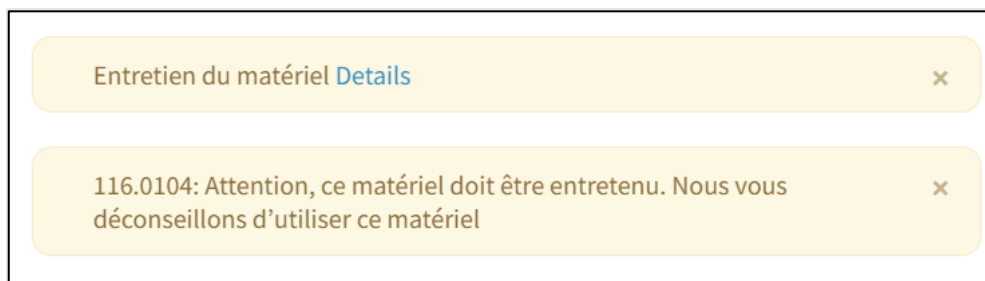 Entretien du matériel Details ×
116.0104: Attention, ce matériel doit être entretenu. Nous vous ×
déconseillons d’utiliser ce matériel